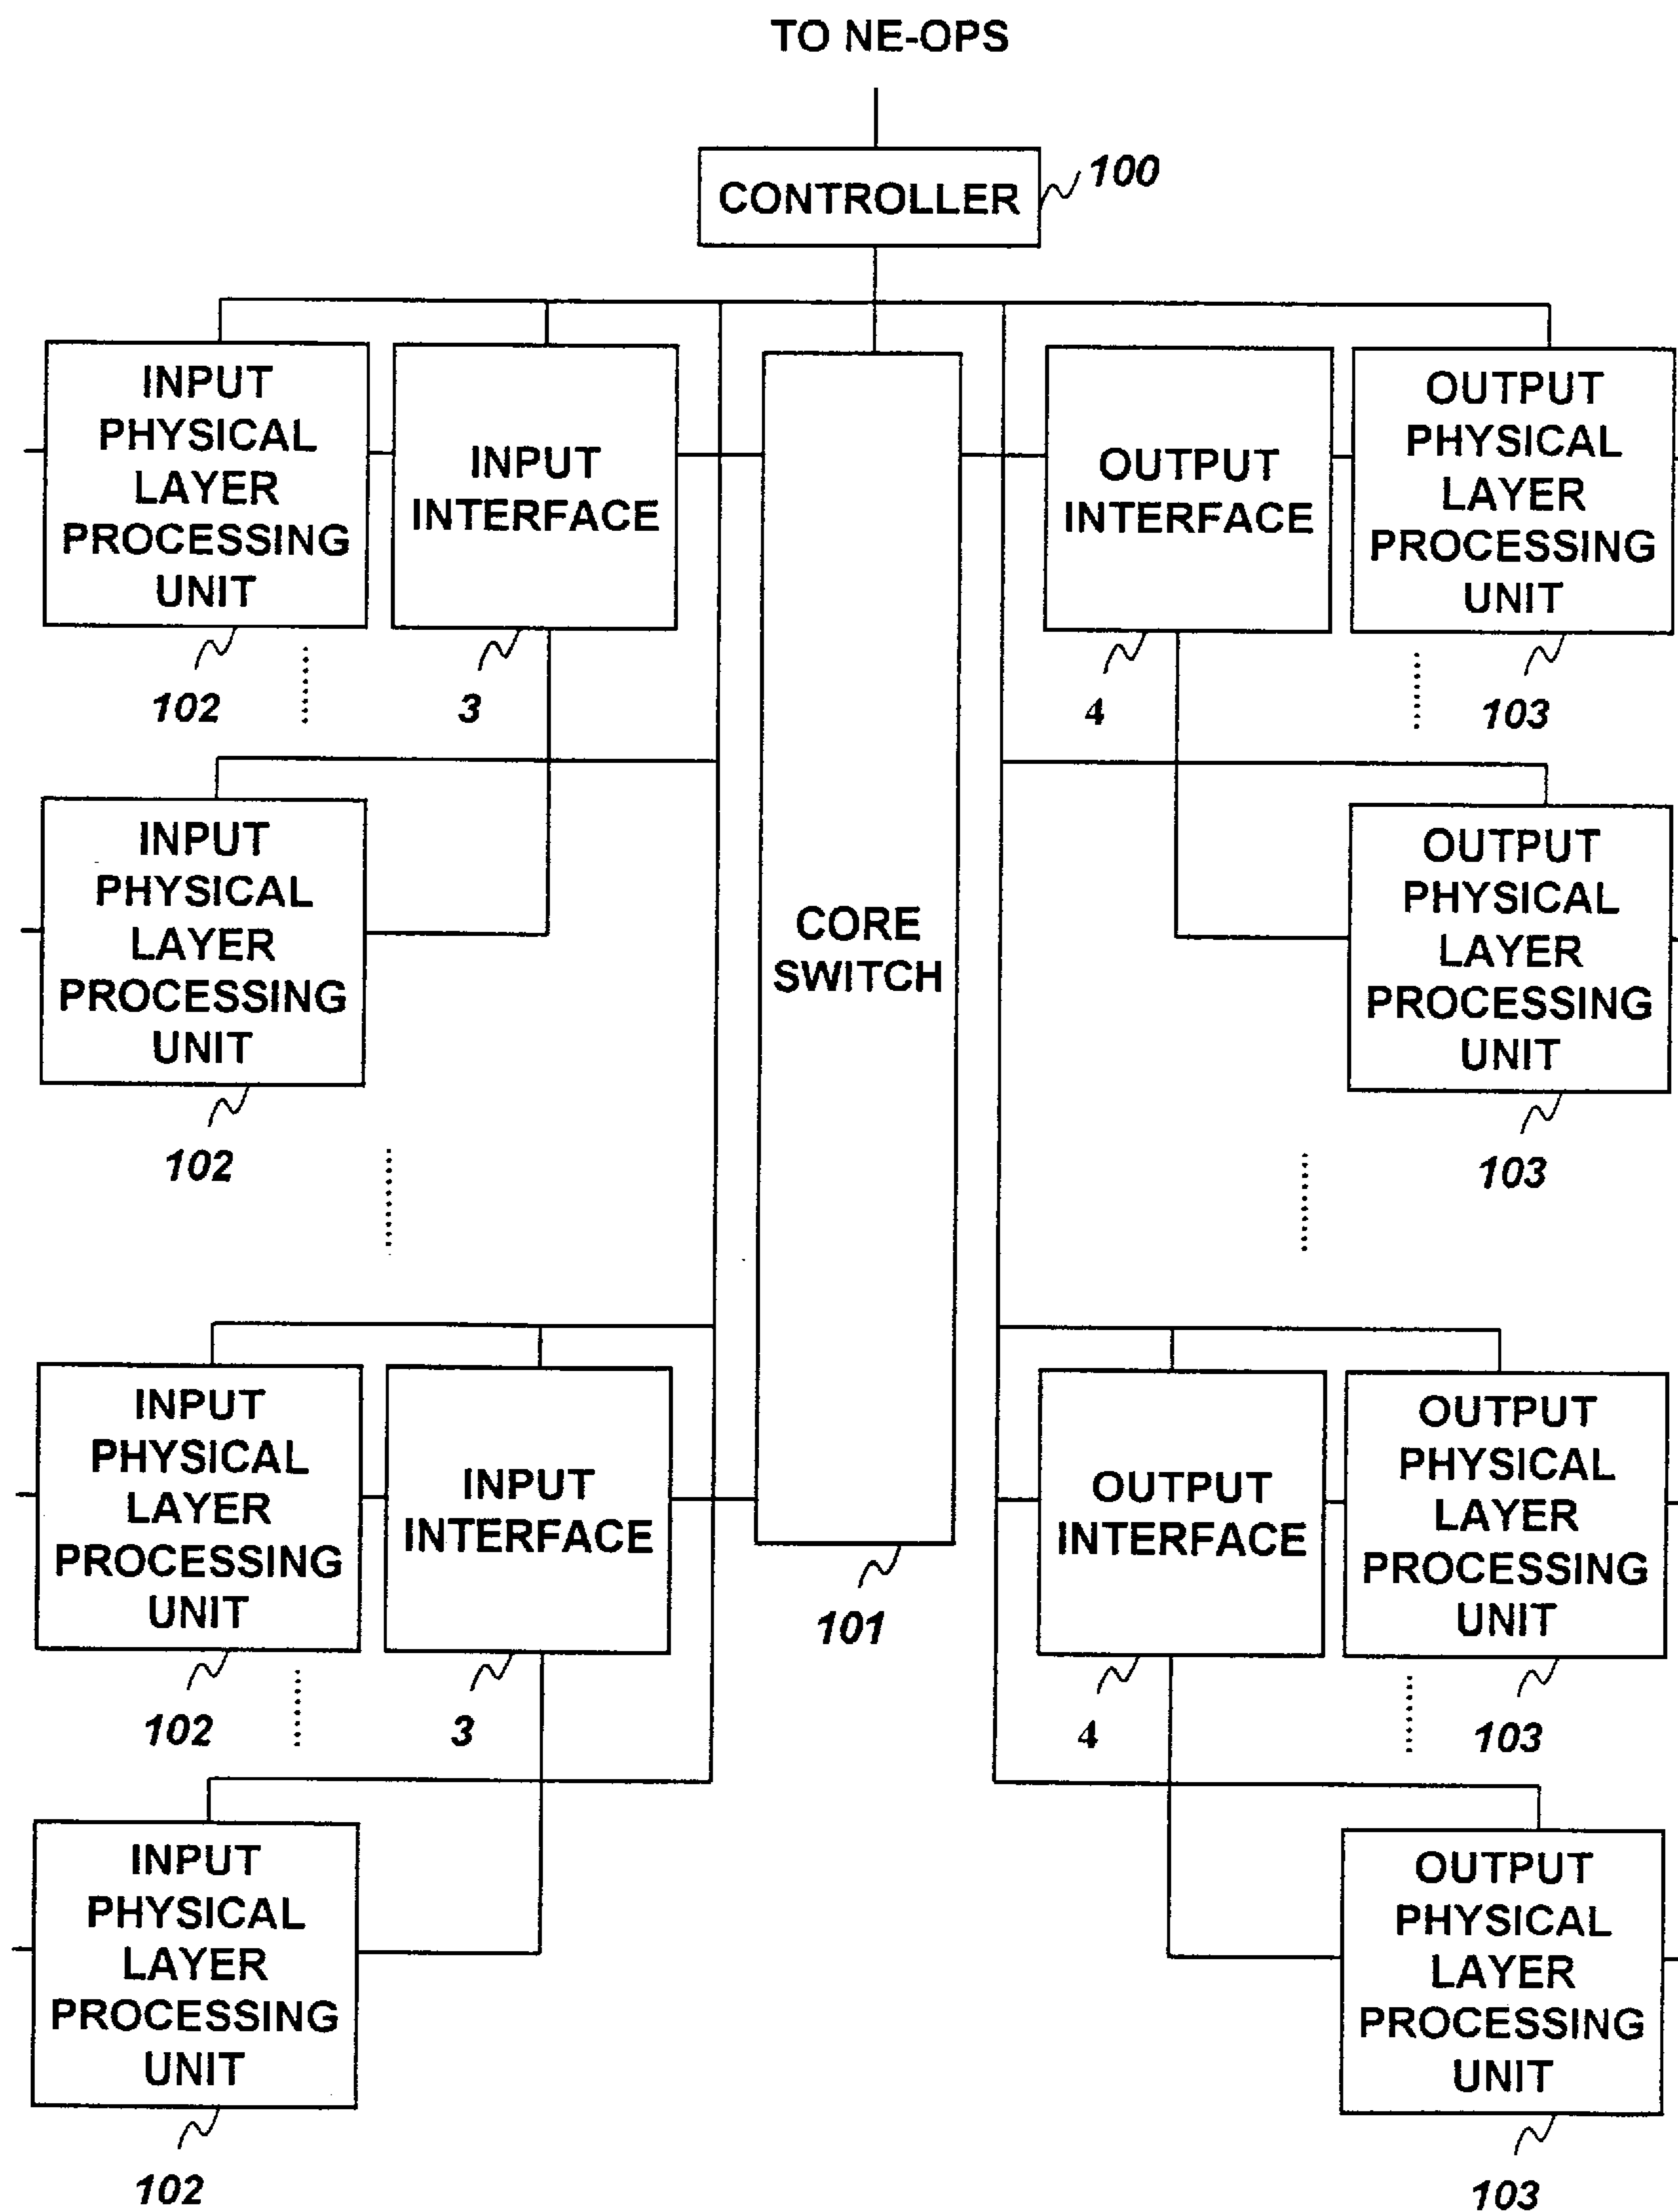 TO NE-OPS
CONTROLLER
100
INPUT
PHYSICAL
LAYER
PROCESSING
UNIT
102
INPUT
INTERFACE
3
OUTPUT
INTERFACE
4
OUTPUT
PHYSICAL
LAYER
PROCESSING
UNIT
103
INPUT
PHYSICAL
LAYER
PROCESSING
UNIT
102
CORE
SWITCH
101
OUTPUT
PHYSICAL
LAYER
PROCESSING
UNIT
103
INPUT
PHYSICAL
LAYER
PROCESSING
UNIT
102
INPUT
INTERFACE
3
OUTPUT
INTERFACE
4
OUTPUT
PHYSICAL
LAYER
PROCESSING
UNIT
103
INPUT
PHYSICAL
LAYER
PROCESSING
UNIT
102
OUTPUT
PHYSICAL
LAYER
PROCESSING
UNIT
103